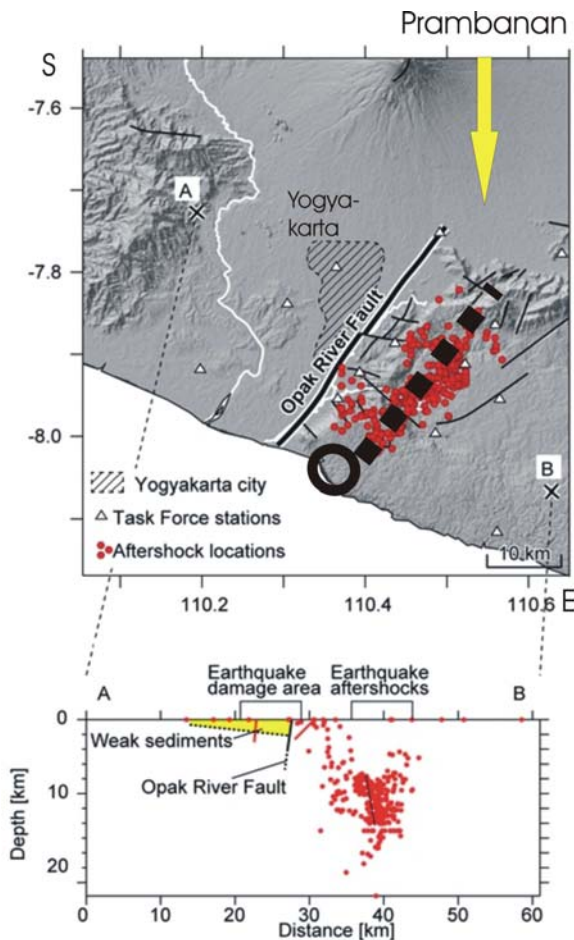 Prambanan
S
-7.6
A
Yogya-
karta
-7.8
Opak River Fault
-8.0
B
Yogyakarta city
Task Force stations
Aftershock locations
10 km
110.2
110.4
110.6
E
A
Earthquake
damage area
Earthquake
aftershocks
B
0
Weak sediments
Opak River Fault
10
20
Depth [km]
0
10
20
30
40
50
60
Distance [km]